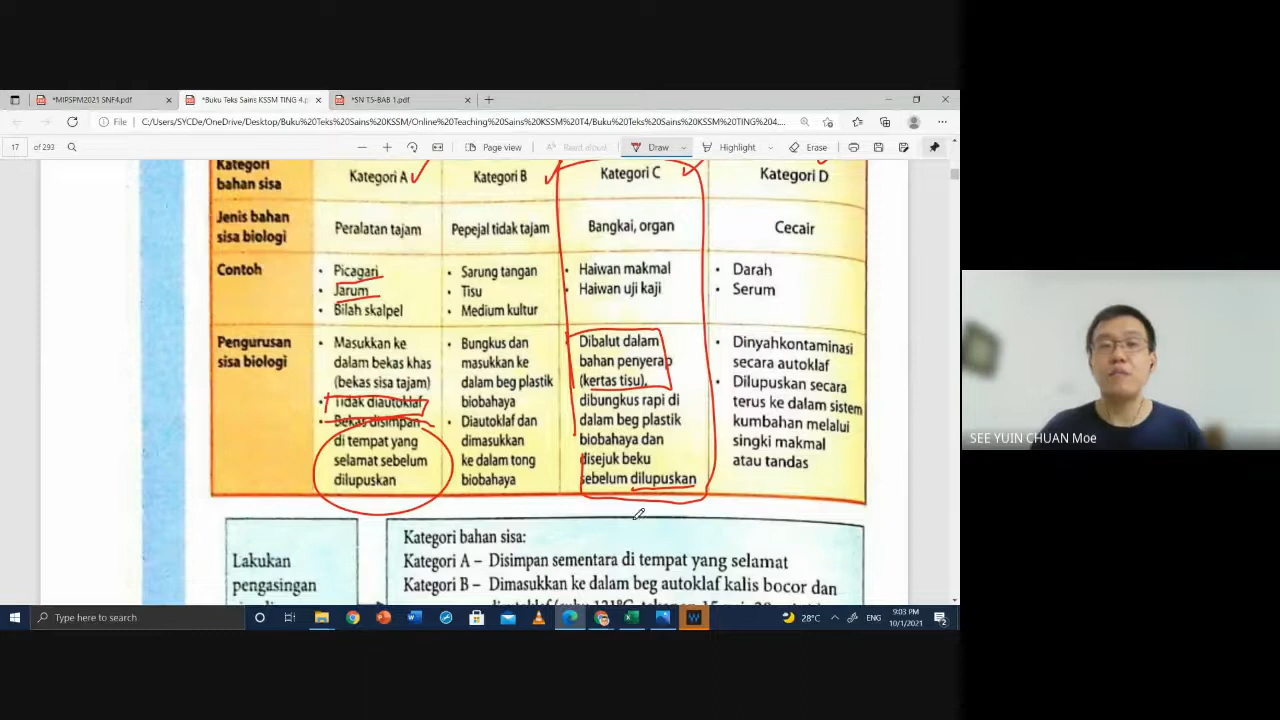 *MIPSPM2021 SNF4.pdf
*Buku Teks Sains KSSM TING 4.p
*SN T5-BAB 1.pdf
File
C:/Users/SYCDe/OneDrive/Desktop/Buku%20Teks%20Sains%20KSSM/Online%20Teaching%20Sains%20KSSM%20T4/Buku%20Teks%20Sains%20KSSM%20TING%204....
17 of 293
Page view
Read aloud
Draw
Highlight
Erase
Kategori
bahan sisa
Kategori A
Kategori B
Kategori C
Kategori D
Jenis bahan
sisa biologi
Peralatan tajam
Pepejal tidak tajam
Bangkai, organ
Cecair
Contoh
• Picagari
• Jarum
• Bilah skalpel
• Sarung tangan
• Tisu
• Medium kultur
• Haiwan makmal
• Haiwan uji kaji
• Darah
• Serum
Pengurusan
sisa biologi
• Masukkan ke
dalam bekas khas
(bekas sisa tajam)
• Tidak diautoklaf
• Bekas disimpan
di tempat yang
selamat sebelum
dilupuskan
• Bungkus dan
masukkan ke
dalam beg plastik
biobahaya
• Diautoklaf dan
dimasukkan
ke dalam tong
biobahaya
Dibalut dalam
bahan penyerap
(kertas tisu),
dibungkus rapi di
dalam beg plastik
biobahaya dan
disejuk beku
sebelum dilupuskan
• Dinyahkontaminasi
secara autoklaf
• Dilupuskan secara
terus ke dalam sistem
kumbahan melalui
singki makmal
atau tandas
Lakukan
pengasingan
Kategori bahan sisa:
Kategori A – Disimpan sementara di tempat yang selamat
Kategori B – Dimasukkan ke dalam beg autoklaf kalis bocor dan
SEE YUIN CHUAN Moe
Type here to search
28°C
ENG
9:03 PM
10/1/2021
2